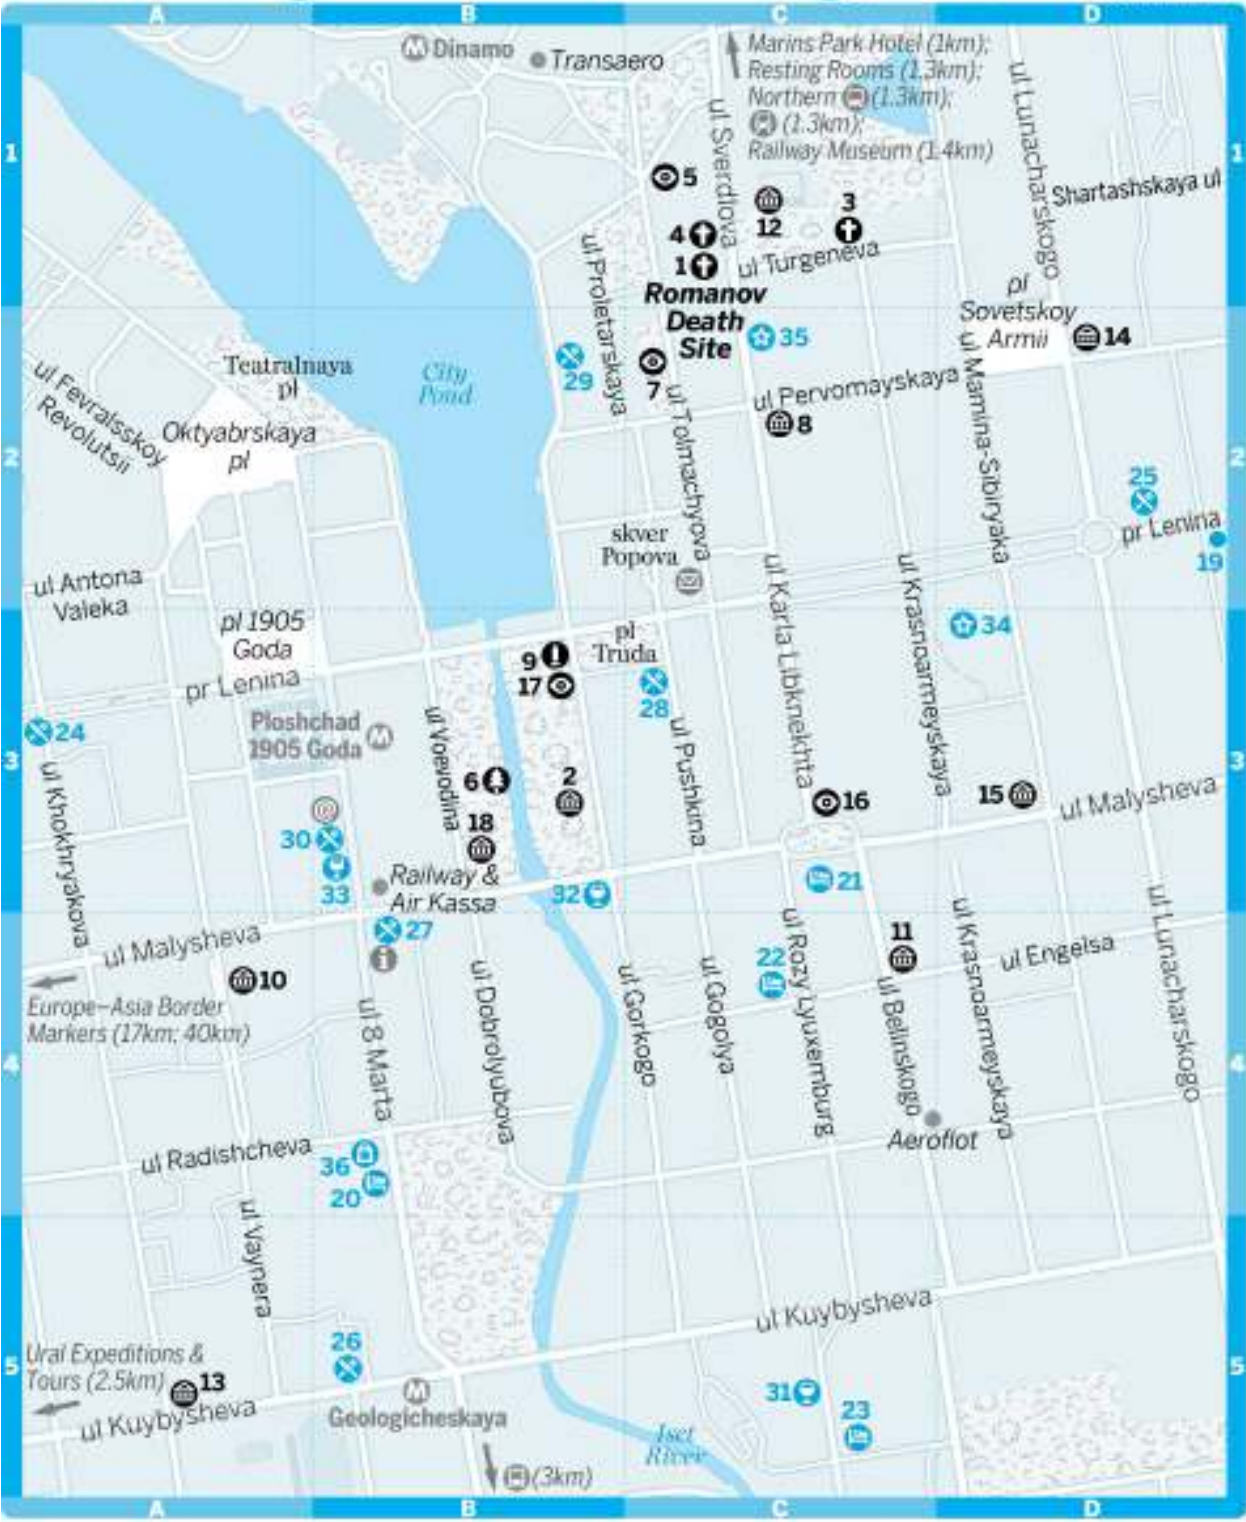 A
B
C
D
Dinamo
Transaero
Marins Park Hotel (1km);
Resting Rooms (1.3km);
Northern (1.3km);
(1.3km);
Railway Museum (1.4km)
ul Lunacharskogo
ul Sverdlova
1
1
5
Shartashskaya ul
12
3
4
1
ul Turgeneva
Romanov
Death
Site
ul Proletarskaya
pl
Sovetskoy
Armii
14
35
29
7
Teatralnaya
pl
City
Pond
ul Fevralsskoy
Revolutsii
Oktyabrskaya
pl
ul Pervomayskaya
8
ul Tolmachyova
ul Mamina-Sibiryaka
2
2
25
skver
Popova
pr Lenina
19
ul Antona
Valeka
ul Karla Libknekhta
ul Krasnoarmeyskaya
pl 1905
Goda
pl
Truda
34
9
17
pr Lenina
28
24
Ploshchad
1905 Goda
ul Voevodina
ul Pushkina
3
3
ul Khokhryakova
6
2
16
15
ul Malysheva
18
30
33
Railway &
Air Kassa
32
21
27
ul Malysheva
10
11
22
ul Rozy Lyuxemburg
ul Krasnoarmeyskaya
ul Engelsa
ul Lunacharskogo
Europe–Asia Border
Markers (17km; 40km)
ul 8 Marta
ul Dobrolyubova
ul Gorkogo
ul Gogolya
ul Belinskogo
4
4
Aeroflot
ul Radishcheva
36
20
ul Vaynera
ul Kuybysheva
26
Ural Expeditions &
Tours (2.5km)
13
5
5
ul Kuybysheva
Geologicheskaya
31
23
Iset
River
(3km)
A
B
C
D